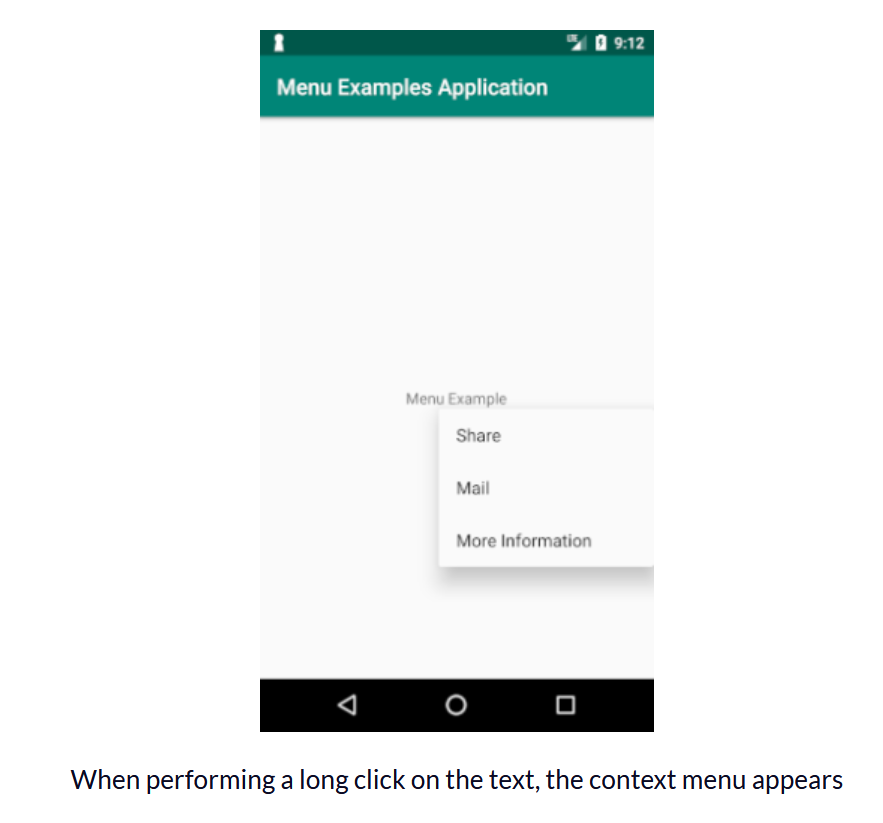 LTE 9:12
Menu Examples Application
Menu Example
Share
Mail
More Information
When performing a long click on the text, the context menu appears